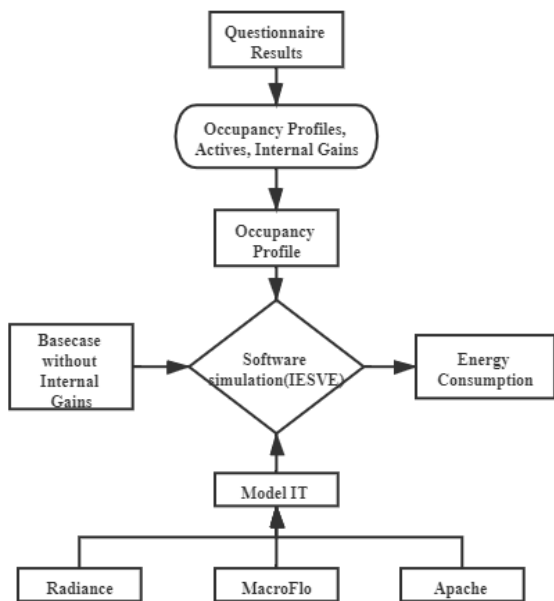 Questionnaire
Results
Occupancy Profiles,
Actives, Internal Gains
Occupancy
Profile
Basecase
without
Internal
Gains
Software
simulation(IESVE)
Energy
Consumption
Model IT
Radiance
MacroFlo
Apache